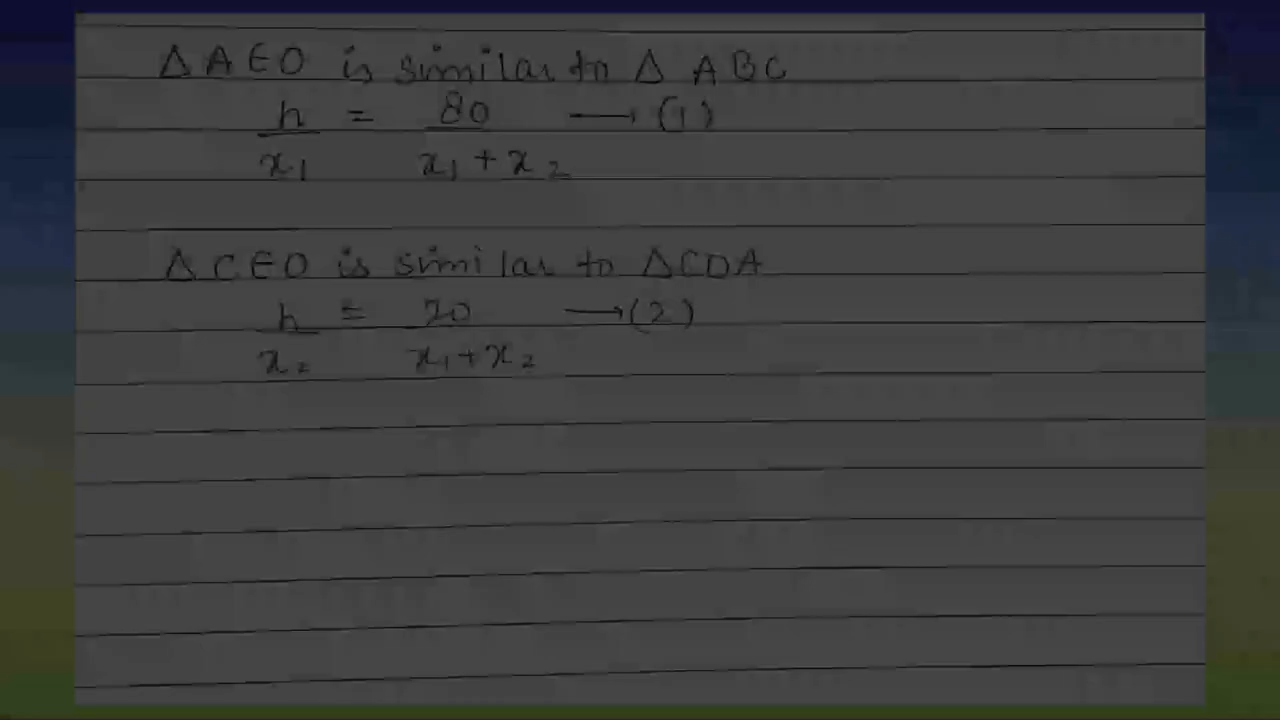 Δ AEO is similar to Δ ABC
h/x₁ = 80/(x₁ + x₂) → (1)
Δ CEO is similar to Δ CDA
h/x₂ = 20/(x₁ + x₂) → (2)